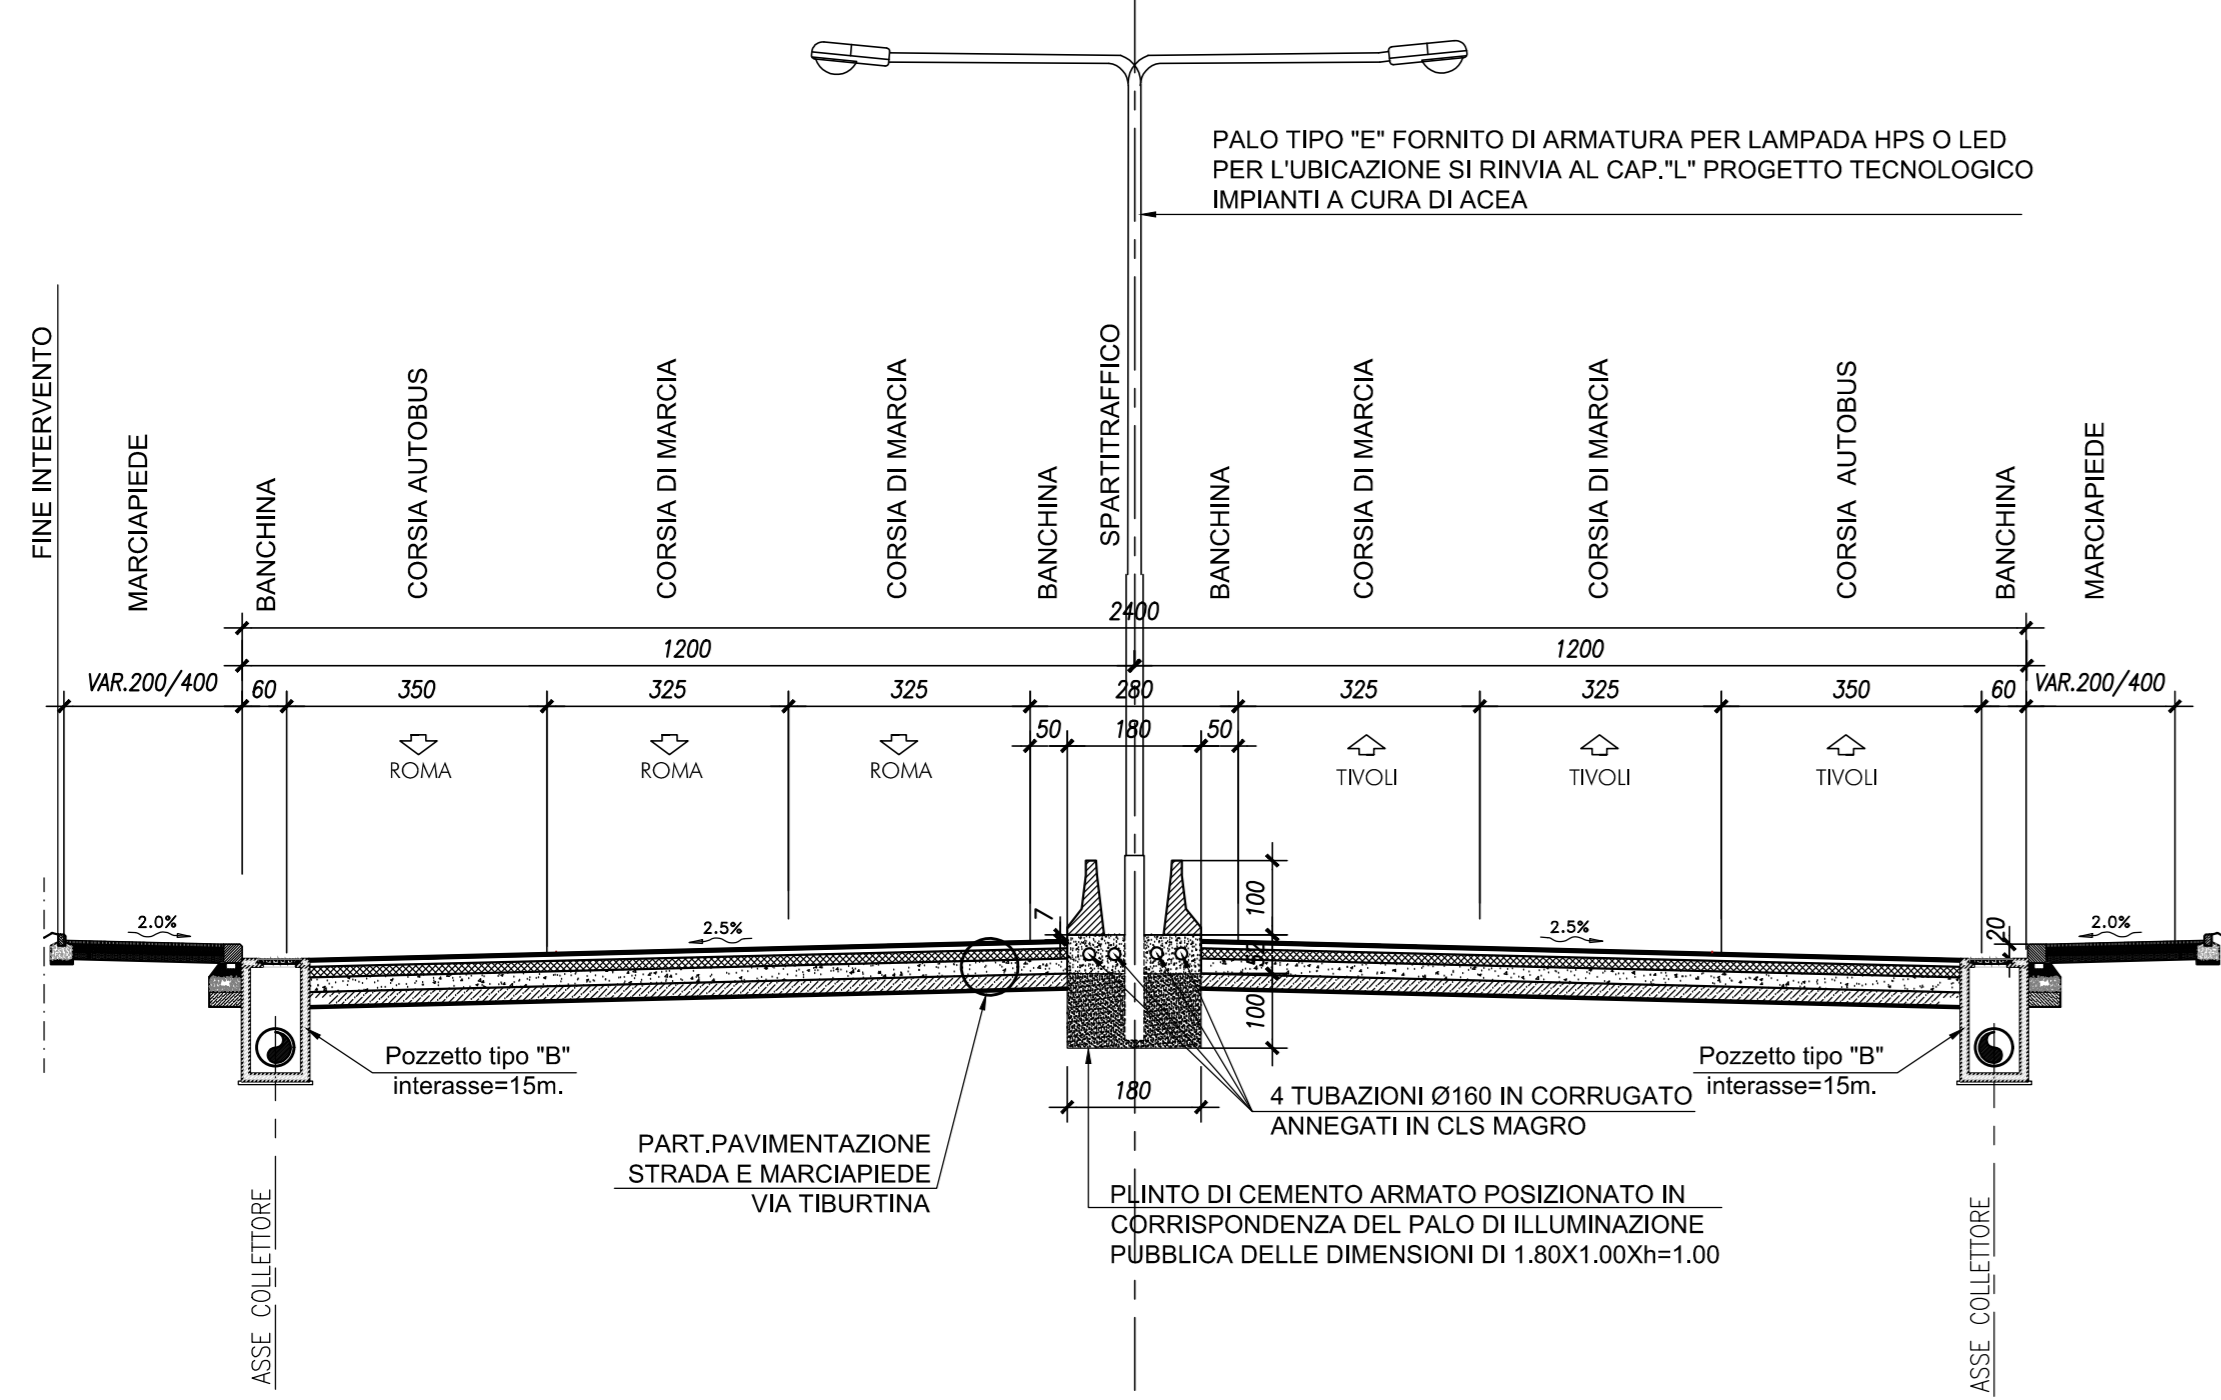 PALO TIPO "E" FORNITO DI ARMATURA PER LAMPADA HPS O LED
PER L'UBICAZIONE SI RINVIA AL CAP."L" PROGETTO TECNOLOGICO
IMPIANTI A CURA DI ACEA
FINE INTERVENTO
MARCIAPIEDE
BANCHINA
CORSIA AUTOBUS
CORSIA DI MARCIA
CORSIA DI MARCIA
BANCHINA
SPARTITRAFFICO
BANCHINA
CORSIA DI MARCIA
CORSIA DI MARCIA
CORSIA AUTOBUS
BANCHINA
MARCIAPIEDE
2400
1200
1200
VAR.200/400
60
350
325
325
280
325
325
350
60
VAR.200/400
50
180
50
ROMA
ROMA
ROMA
TIVOLI
TIVOLI
TIVOLI
100
7
2.0%
2.5%
2.5%
20
2.0%
52
100
Pozzetto tipo "B"
interasse=15m.
Pozzetto tipo "B"
interasse=15m.
180
4 TUBAZIONI Ø160 IN CORRUGATO
ANNEGATI IN CLS MAGRO
PART.PAVIMENTAZIONE
STRADA E MARCIAPIEDE
VIA TIBURTINA
PLINTO DI CEMENTO ARMATO POSIZIONATO IN
CORRISPONDENZA DEL PALO DI ILLUMINAZIONE
PUBBLICA DELLE DIMENSIONI DI 1.80X1.00Xh=1.00
ASSE COLLETTORE
ASSE COLLETTORE